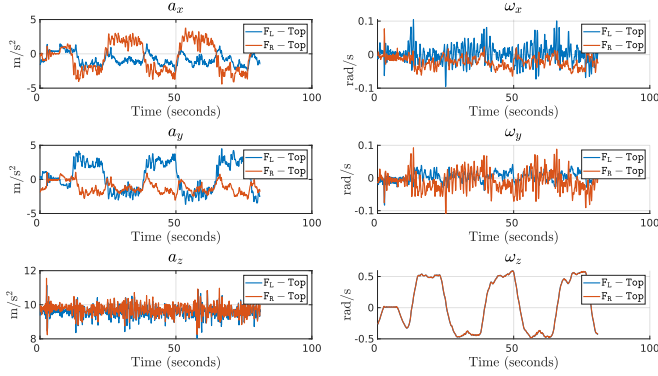 a_x
5
0
-5
m/s²
F_L − Top
F_R − Top
0
50
100
Time (seconds)
ω_x
0.1
0
-0.1
rad/s
F_L − Top
F_R − Top
0
50
100
Time (seconds)
a_y
5
0
-5
m/s²
F_L − Top
F_R − Top
0
50
100
Time (seconds)
ω_y
0.1
0
-0.1
rad/s
F_L − Top
F_R − Top
0
50
100
Time (seconds)
a_z
12
10
8
m/s²
F_L − Top
F_R − Top
0
50
100
Time (seconds)
ω_z
0.5
0
-0.5
rad/s
F_L − Top
F_R − Top
0
50
100
Time (seconds)